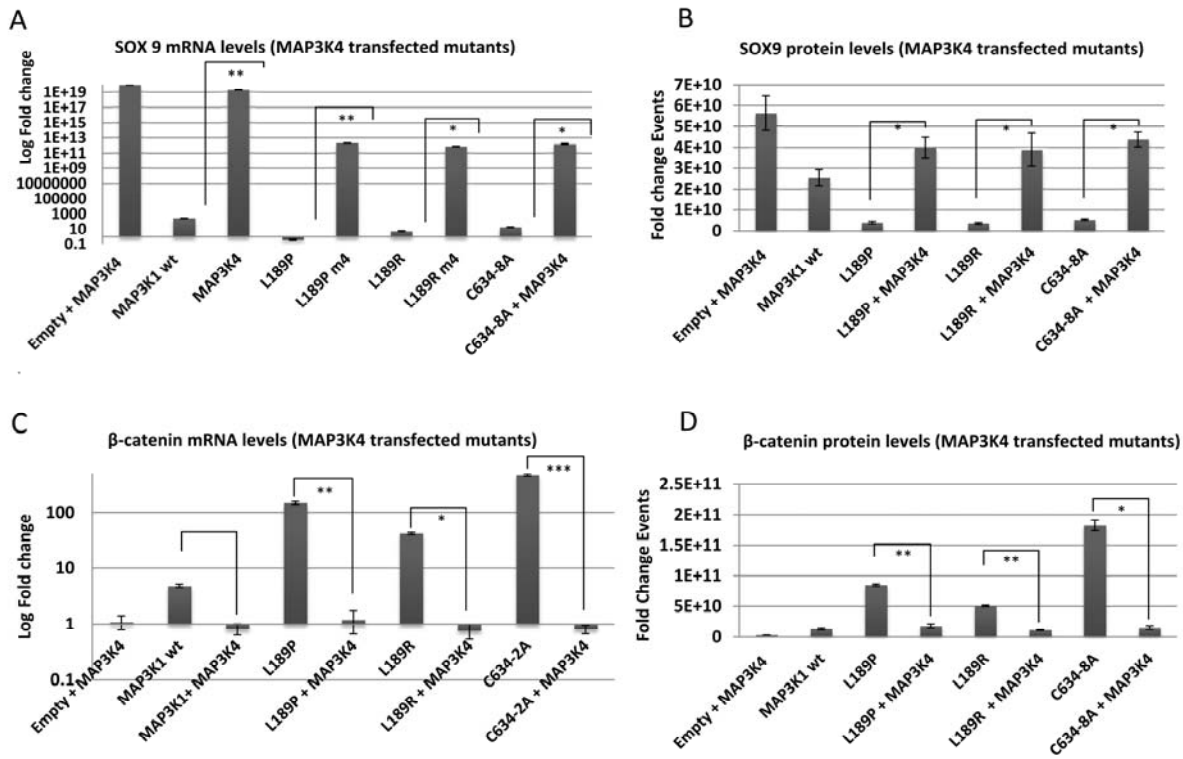 A
SOX 9 mRNA levels (MAP3K4 transfected mutants)
Log Fold change
1E+19
1E+17
1E+15
1E+13
1E+11
1E+09
10000000
100000
1000
10
0.1
**
**
*
*
Empty + MAP3K4
MAP3K1 wt
MAP3K4
L189P
L189P m4
L189R
L189R m4
C634-8A
C634-8A + MAP3K4
B
SOX9 protein levels (MAP3K4 transfected mutants)
Fold change Events
7E+10
6E+10
5E+10
4E+10
3E+10
2E+10
1E+10
0
*
*
*
Empty + MAP3K4
MAP3K1 wt
L189P
L189P + MAP3K4
L189R
L189R + MAP3K4
C634-8A
C634-8A + MAP3K4
C
β-catenin mRNA levels (MAP3K4 transfected mutants)
Log Fold change
100
10
1
0.1
**
*
***
Empty + MAP3K4
MAP3K1 wt
MAP3K1+ MAP3K4
L189P
L189P + MAP3K4
L189R
L189R + MAP3K4
C634-2A
C634-2A + MAP3K4
D
β-catenin protein levels (MAP3K4 transfected mutants)
Fold Change Events
2.5E+11
2E+11
1.5E+11
1E+11
5E+10
0
**
**
*
Empty + MAP3K4
MAP3K1 wt
L189P
L189P + MAP3K4
L189R
L189R + MAP3K4
C634-8A
C634-8A + MAP3K4